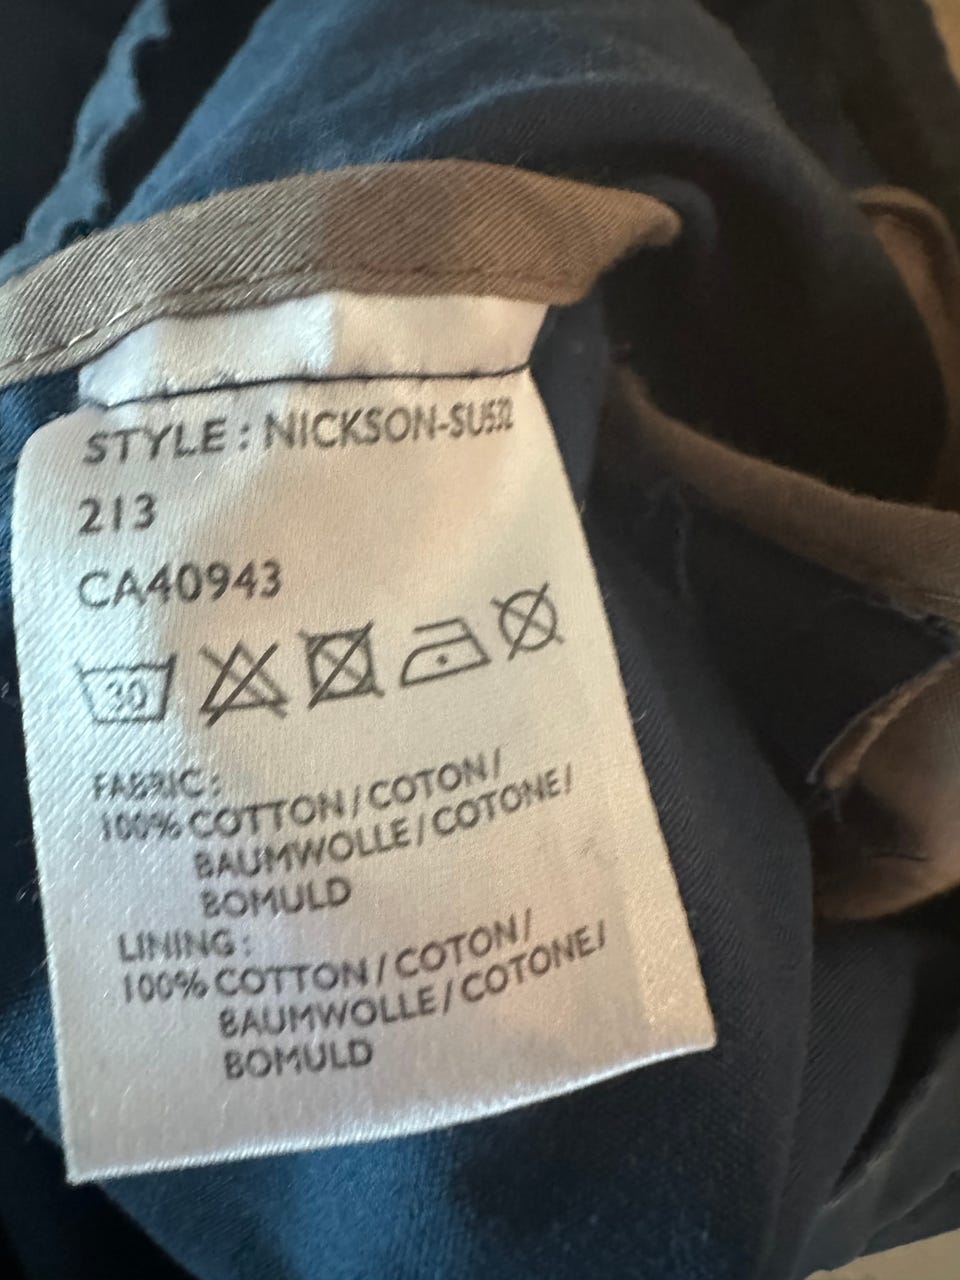 STYLE: NICKSON-SU532
213
CA40943
30
FABRIC:
100% COTTON/COTON/
BAUMWOLLE/COTONE/
BOMULD
LINING:
100% COTTON/COTON/
BAUMWOLLE/COTONE/
BOMULD